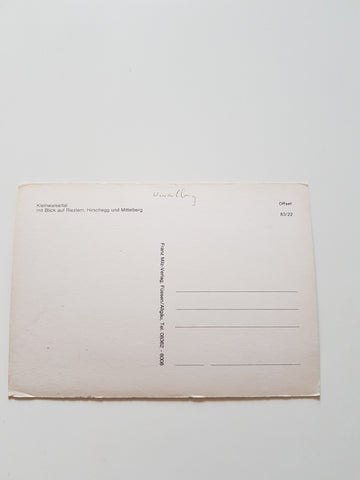 Kleinwalsertal
mit Blick auf Riezlern, Hirschegg und Mittelberg
Offset
83/22
Franz Milz-Verlag, Füssen/Allgäu, Tel. 08362 - 6008